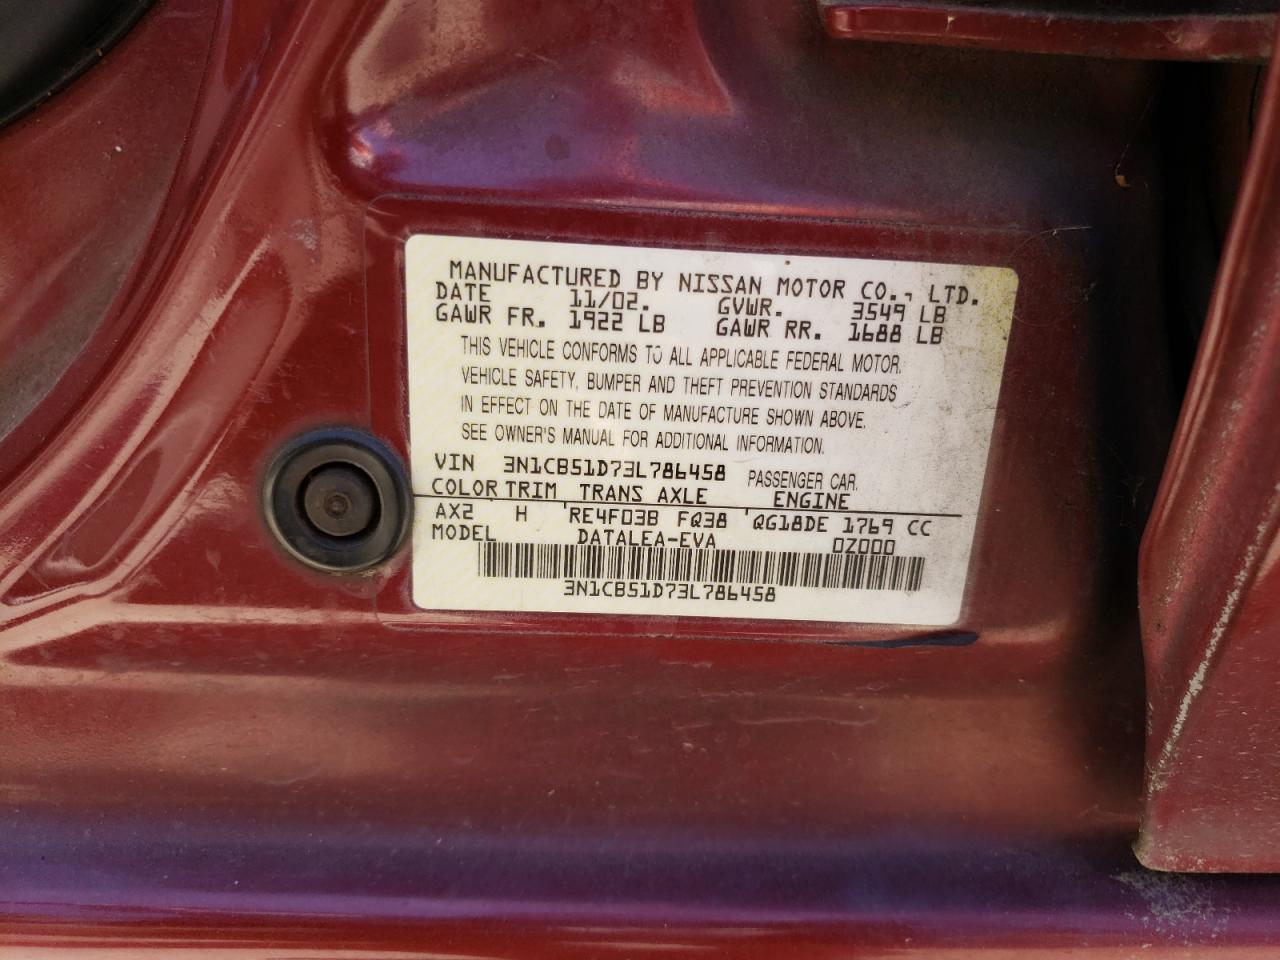 MANUFACTURED BY NISSAN MOTOR CO., LTD.
DATE 11/02. GVWR. 3549 LB
GAWR FR. 1922 LB GAWR RR. 1688 LB
THIS VEHICLE CONFORMS TO ALL APPLICABLE FEDERAL MOTOR.
VEHICLE SAFETY, BUMPER AND THEFT PREVENTION STANDARDS
IN EFFECT ON THE DATE OF MANUFACTURE SHOWN ABOVE.
SEE OWNER'S MANUAL FOR ADDITIONAL INFORMATION.
VIN 3N1CB51D73L786458 PASSENGER CAR.
COLOR TRIM TRANS AXLE ENGINE
AX2 H RE4F03B FQ38 QG18DE 1769 CC
MODEL DATALEA-EVA 0Z000
3N1CB51D73L786458